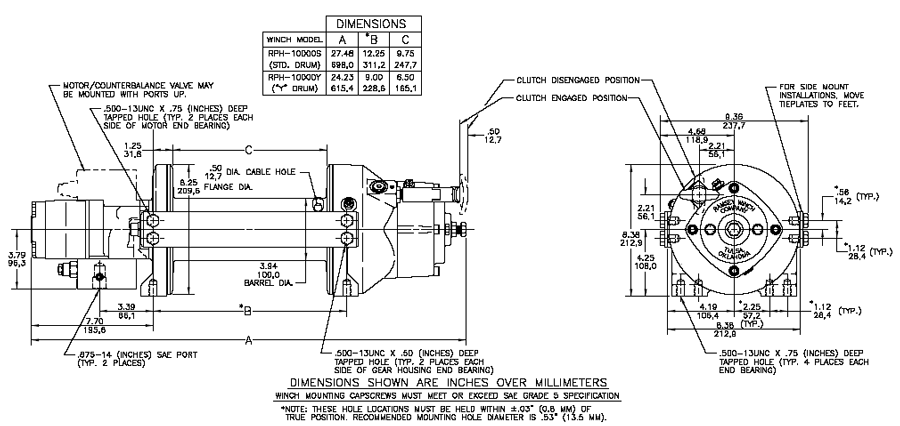 DIMENSIONS
WINCH MODEL A *B C
RPH-10000S 27.48 12.25 9.75
(STD. DRUM) 698,0 311,2 247,7
RPH-10000Y 24.23 9.00 6.50
("Y" DRUM) 615,4 228,6 165,1
MOTOR/COUNTERBALANCE VALVE MAY
BE MOUNTED WITH PORTS UP.
.500-13UNC X .75 (INCHES) DEEP
TAPPED HOLE (TYP. 2 PLACES EACH
SIDE OF MOTOR END BEARING)
CLUTCH DISENGAGED POSITION
CLUTCH ENGAGED POSITION
FOR SIDE MOUNT
INSTALLATIONS, MOVE
TIEPLATES TO FEET.
.50
12,7
9.36
237,7
4.68
118,9
2.21
56,1
1.25
31,8
C
.50 DIA. CABLE HOLE
12,7
8.25 FLANGE DIA.
209,6
*.56 (TYP.)
14,2
2.21
56,1
8.38
212,9
4.25
108,0
*1.12 (TYP.)
28,4
RAMSEY WINCH
COMPANY
TULSA
OKLAHOMA
3.79
96,3
3.94
100,0
BARREL DIA.
3.39
86,1
*B
7.70
195,6
A
4.19
106,4
*2.25
57,2
(TYP.)
*1.12
28,4
(TYP.)
8.38
212,9
.875-14 (INCHES) SAE PORT
(TYP. 2 PLACES)
.500-13UNC X .50 (INCHES) DEEP
TAPPED HOLE (TYP. 2 PLACES EACH
SIDE OF GEAR HOUSING END BEARING)
.500-13UNC X .75 (INCHES) DEEP
TAPPED HOLE (TYP. 4 PLACES EACH
END BEARING)
DIMENSIONS SHOWN ARE INCHES OVER MILLIMETERS
WINCH MOUNTING CAPSCREWS MUST MEET OR EXCEED SAE GRADE 5 SPECIFICATION
*NOTE: THESE HOLE LOCATIONS MUST BE HELD WITHIN ±.03" (0.8 MM) OF
TRUE POSITION. RECOMMENDED MOUNTING HOLE DIAMETER IS .53" (13.6 MM).